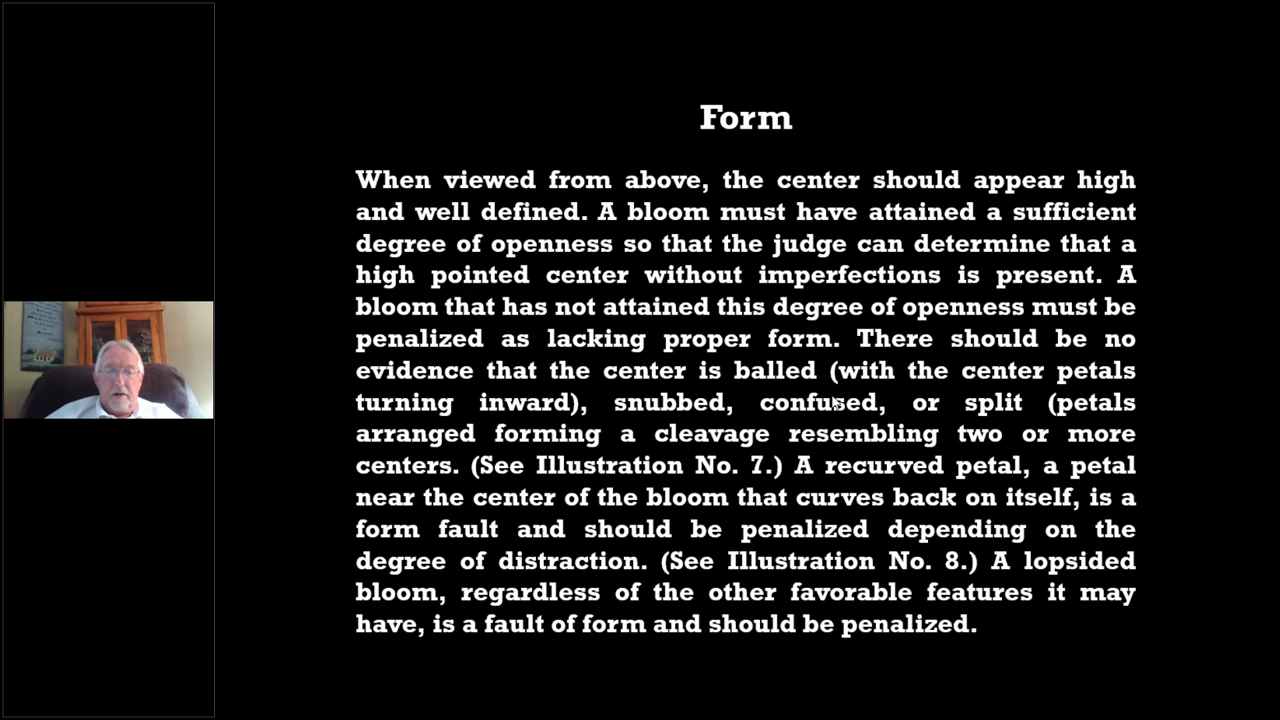 Form
When viewed from above, the center should appear high
and well defined. A bloom must have attained a sufficient
degree of openness so that the judge can determine that a
high pointed center without imperfections is present. A
bloom that has not attained this degree of openness must be
penalized as lacking proper form. There should be no
evidence that the center is balled (with the center petals
turning inward), snubbed, confused, or split (petals
arranged forming a cleavage resembling two or more
centers. (See Illustration No. 7.) A recurved petal, a petal
near the center of the bloom that curves back on itself, is a
form fault and should be penalized depending on the
degree of distraction. (See Illustration No. 8.) A lopsided
bloom, regardless of the other favorable features it may
have, is a fault of form and should be penalized.